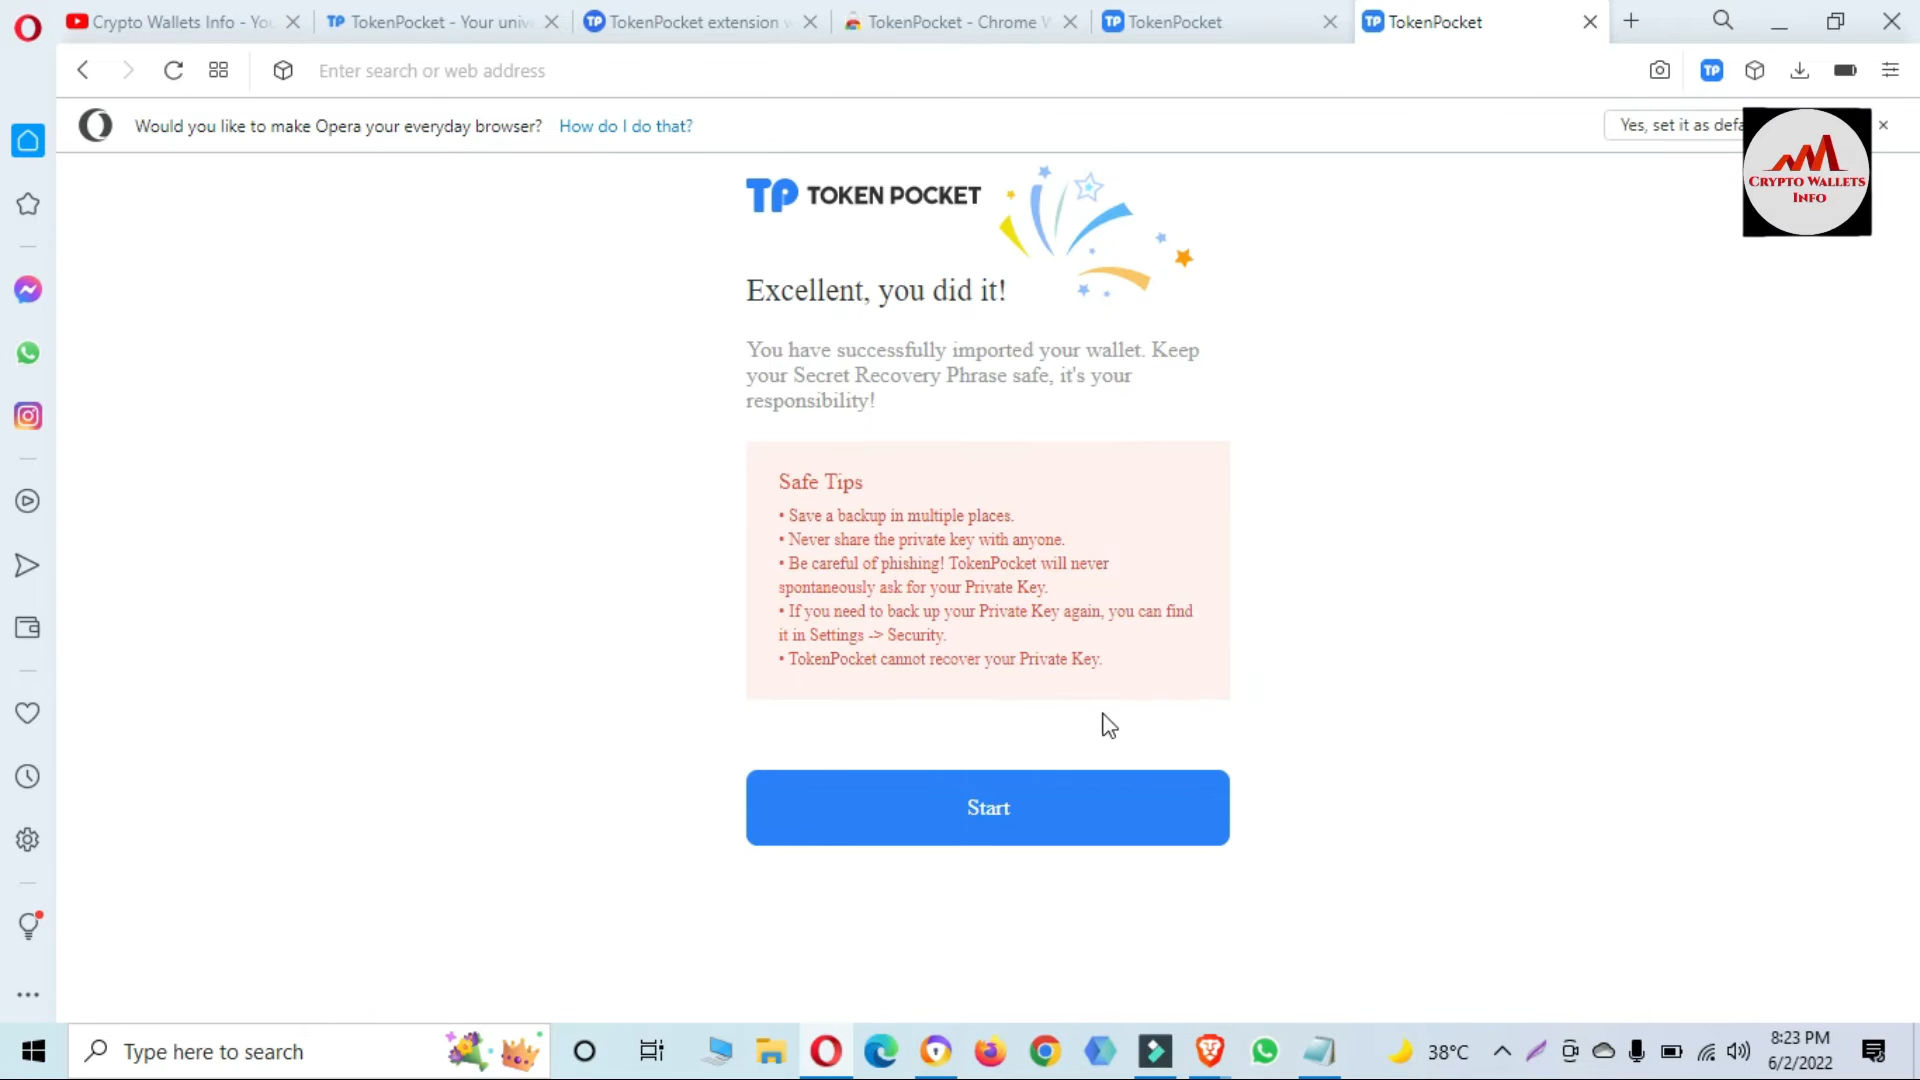 Crypto Wallets Info - You
TokenPocket - Your unive
TokenPocket extension w
TokenPocket - Chrome W
TokenPocket
TokenPocket
Enter search or web address
Would you like to make Opera your everyday browser? How do I do that?
Yes, set it as defa
CRYPTO WALLETS
INFO
TP TOKEN POCKET
Excellent, you did it!
You have successfully imported your wallet. Keep
your Secret Recovery Phrase safe, it's your
responsibility!
Safe Tips
• Save a backup in multiple places.
• Never share the private key with anyone.
• Be careful of phishing! TokenPocket will never
spontaneously ask for your Private Key.
• If you need to back up your Private Key again, you can find
it in Settings -> Security.
• TokenPocket cannot recover your Private Key.
Start
Type here to search
38°C
8:23 PM
6/2/2022